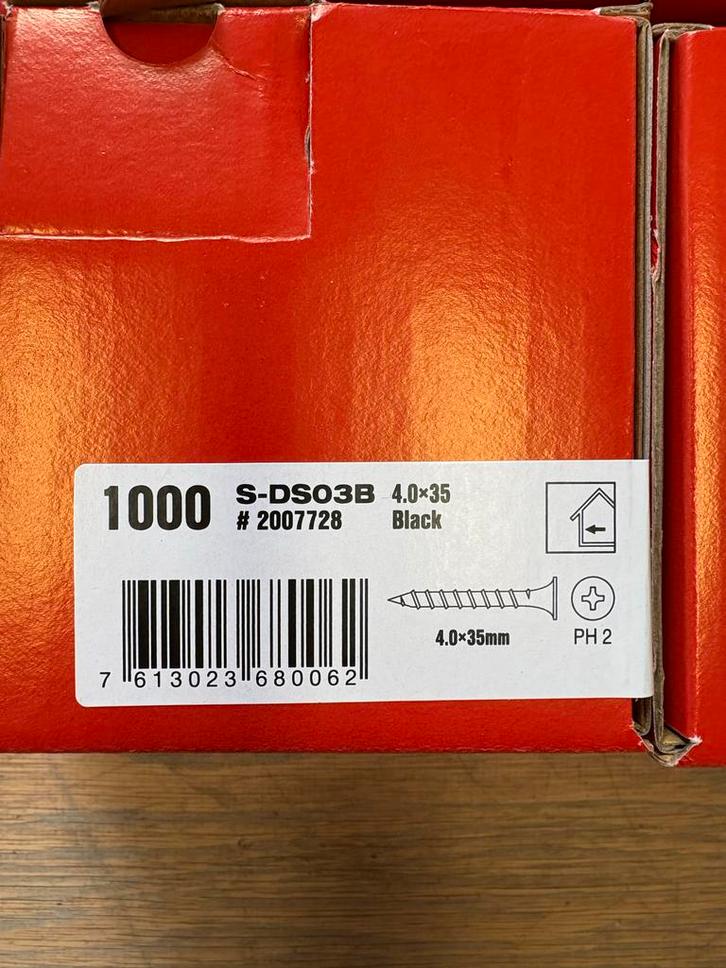 1000 S-DS03B 4.0×35
# 2007728 Black
4.0×35mm PH 2
7 613023 680062